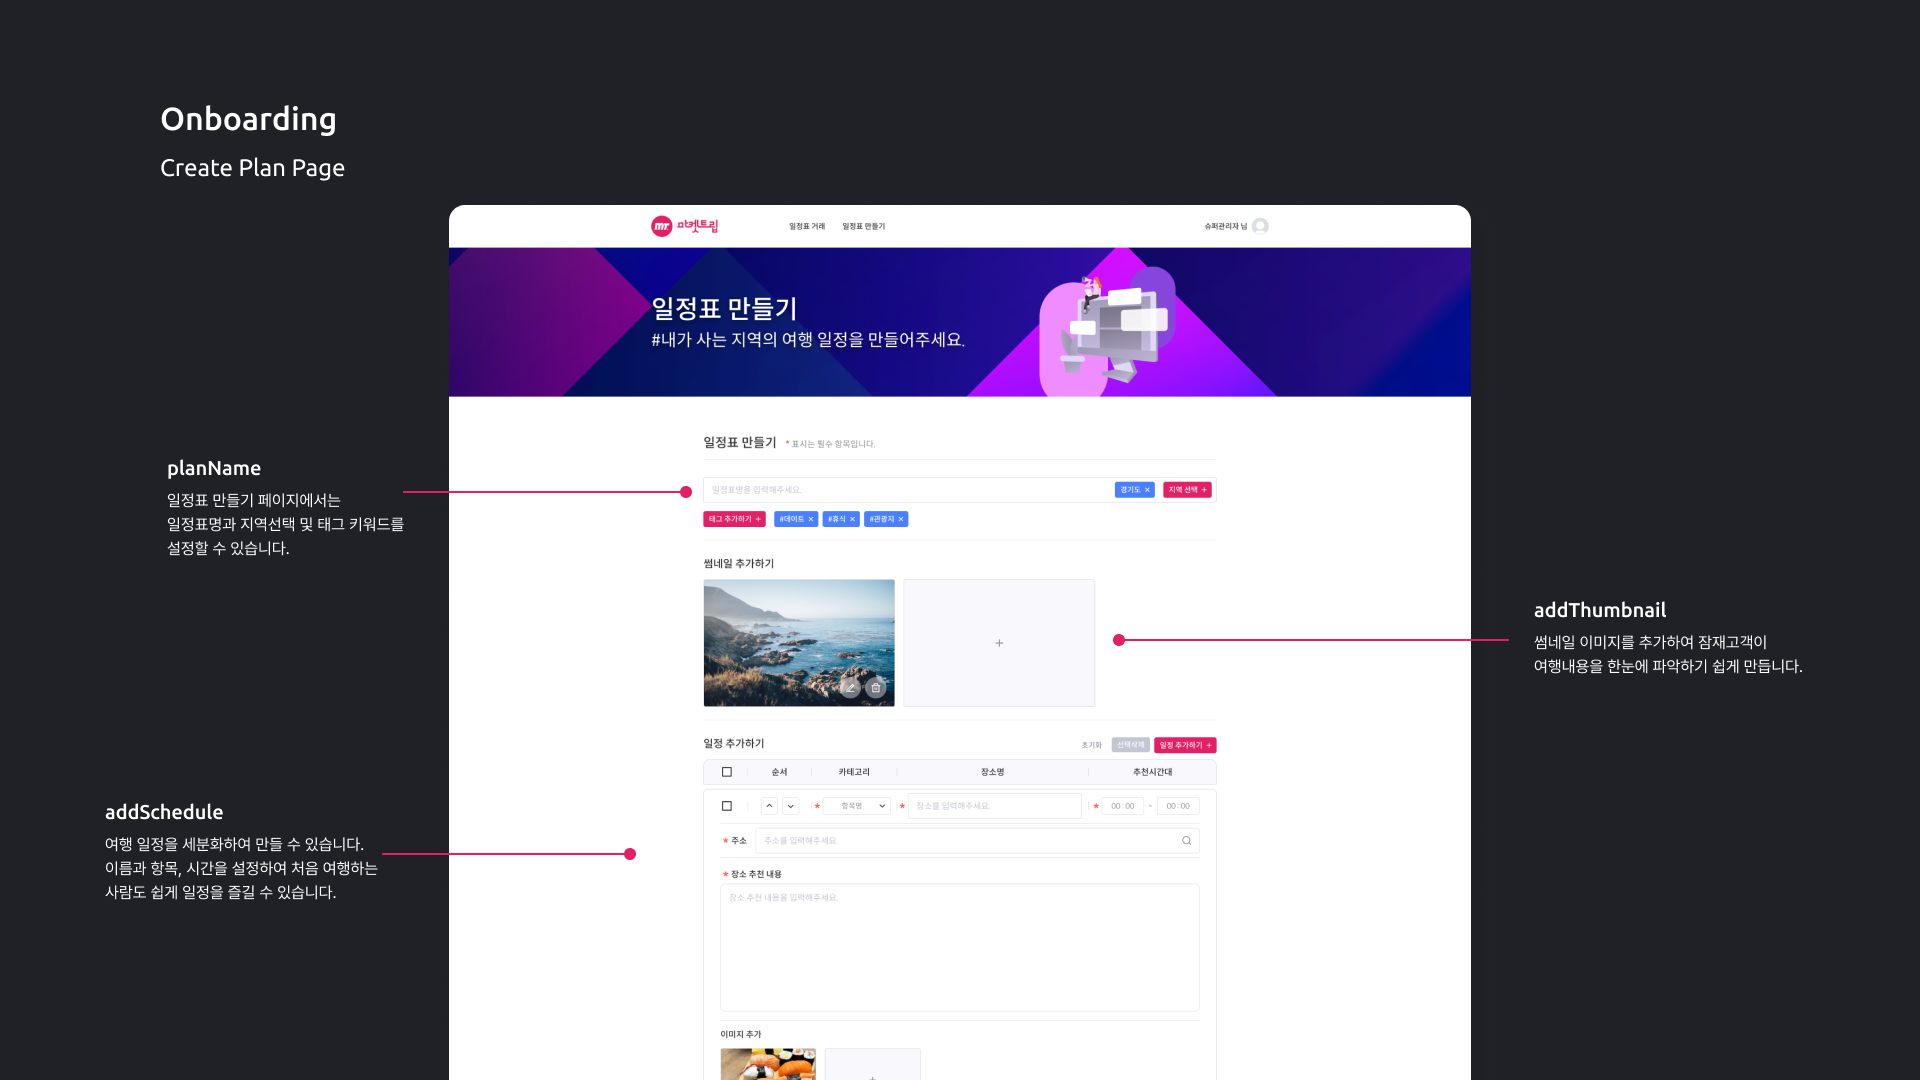 Onboarding
Create Plan Page
mr. 마켓트립
일정표 거래
일정표 만들기
슈퍼관리자 님
일정표 만들기
#내가 사는 지역의 여행 일정을 만들어주세요.
planName
일정표 만들기 페이지에서는
일정표명과 지역선택 및 태그 키워드를
설정할 수 있습니다.
일정표 만들기 * 표시는 필수 항목입니다.
일정표명을 입력해주세요.
경기도 ×
지역 선택 +
태그 추가하기 +
#데이트 ×
#휴식 ×
#관광지 ×
썸네일 추가하기
+
addThumbnail
썸네일 이미지를 추가하여 잠재고객이
여행내용을 한눈에 파악하기 쉽게 만듭니다.
일정 추가하기
초기화
선택삭제
일정 추가하기 +
순서
카테고리
장소명
추천시간대
* 항목명
* 장소를 입력해주세요.
* 00 : 00 ~ 00 : 00
* 주소
주소를 입력해주세요.
addSchedule
여행 일정을 세분화하여 만들 수 있습니다.
이름과 항목, 시간을 설정하여 처음 여행하는
사람도 쉽게 일정을 즐길 수 있습니다.
* 장소 추천 내용
장소 추천 내용을 입력해주세요.
이미지 추가